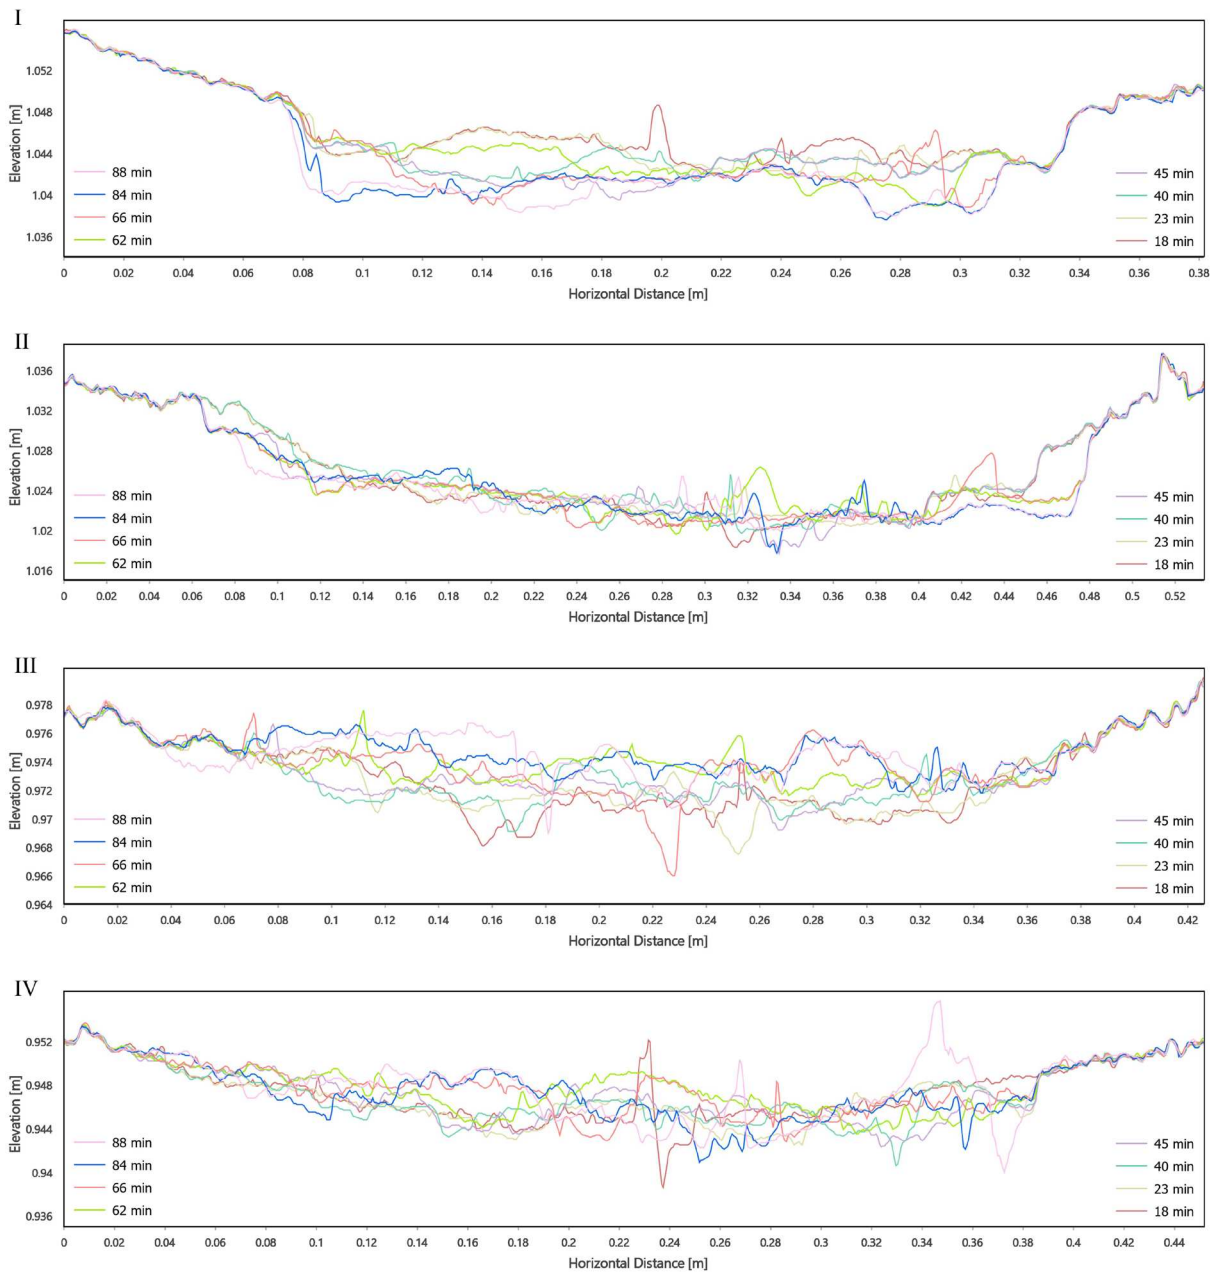 I
1.052
1.048
1.044
1.04
1.036
Elevation [m]
88 min
84 min
66 min
62 min
45 min
40 min
23 min
18 min
0 0.02 0.04 0.06 0.08 0.1 0.12 0.14 0.16 0.18 0.2 0.22 0.24 0.26 0.28 0.3 0.32 0.34 0.36 0.38
Horizontal Distance [m]
II
1.036
1.032
1.028
1.024
1.02
1.016
Elevation [m]
88 min
84 min
66 min
62 min
45 min
40 min
23 min
18 min
0 0.02 0.04 0.06 0.08 0.1 0.12 0.14 0.16 0.18 0.2 0.22 0.24 0.26 0.28 0.3 0.32 0.34 0.36 0.38 0.4 0.42 0.44 0.46 0.48 0.5 0.52
Horizontal Distance [m]
III
0.978
0.976
0.974
0.972
0.97
0.968
0.966
0.964
Elevation [m]
88 min
84 min
66 min
62 min
45 min
40 min
23 min
18 min
0 0.02 0.04 0.06 0.08 0.1 0.12 0.14 0.16 0.18 0.2 0.22 0.24 0.26 0.28 0.3 0.32 0.34 0.36 0.38 0.4 0.42
Horizontal Distance [m]
IV
0.952
0.948
0.944
0.94
0.936
Elevation [m]
88 min
84 min
66 min
62 min
45 min
40 min
23 min
18 min
0 0.02 0.04 0.06 0.08 0.1 0.12 0.14 0.16 0.18 0.2 0.22 0.24 0.26 0.28 0.3 0.32 0.34 0.36 0.38 0.4 0.42 0.44
Horizontal Distance [m]